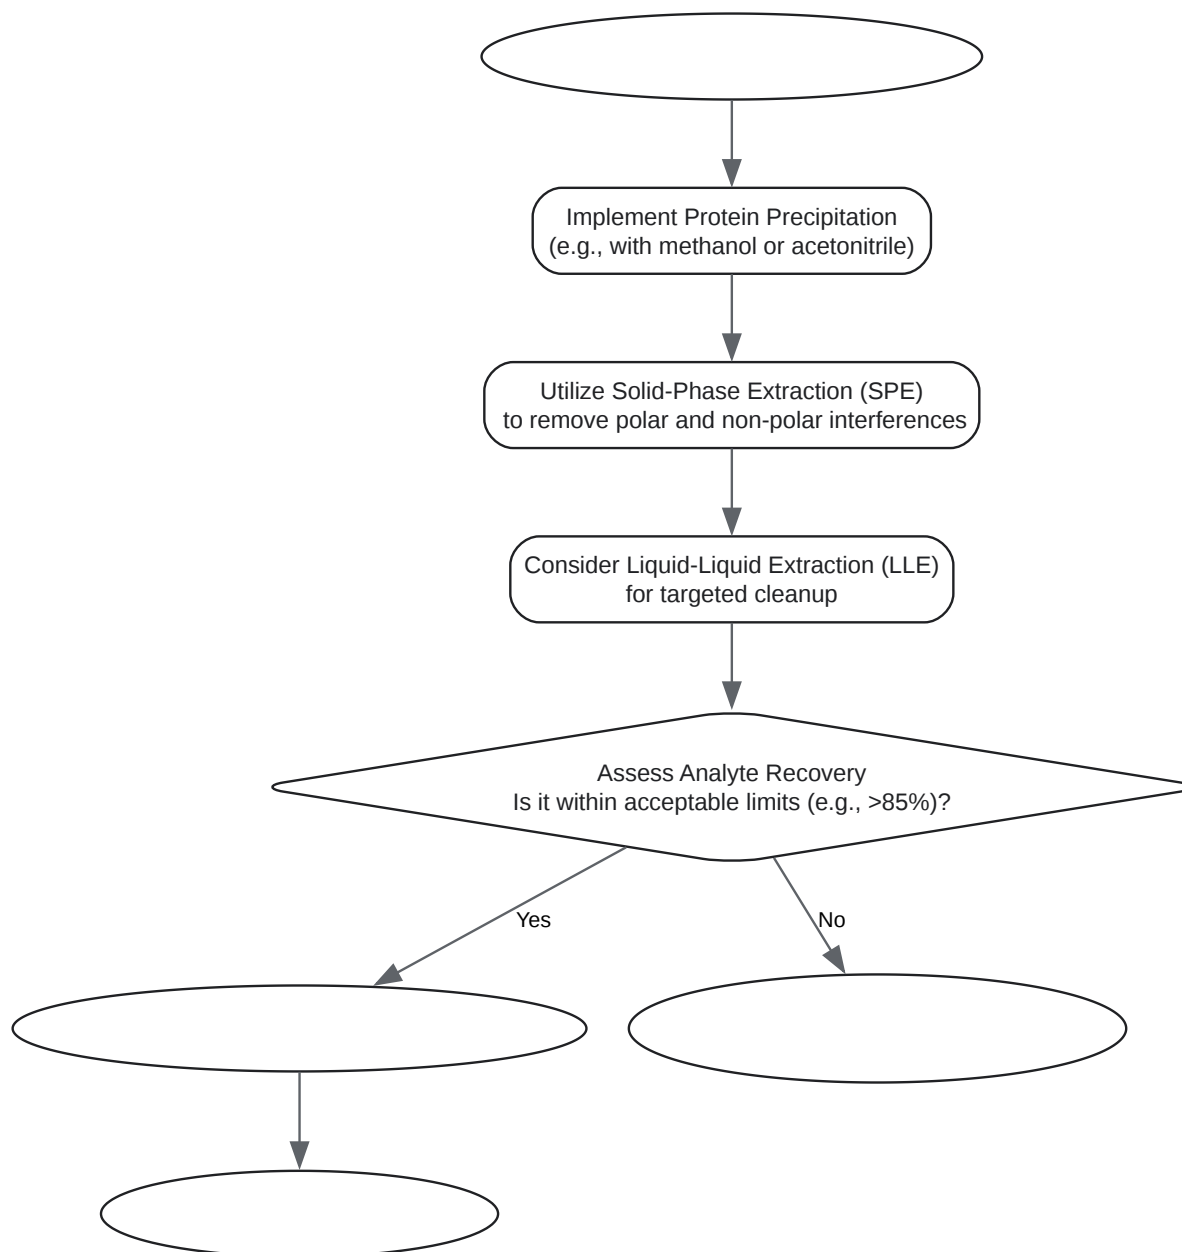 Implement Protein Precipitation
(e.g., with methanol or acetonitrile)
Utilize Solid-Phase Extraction (SPE)
to remove polar and non-polar interferences
Consider Liquid-Liquid Extraction (LLE)
for targeted cleanup
Assess Analyte Recovery
Is it within acceptable limits (e.g., >85%)?
Yes
No